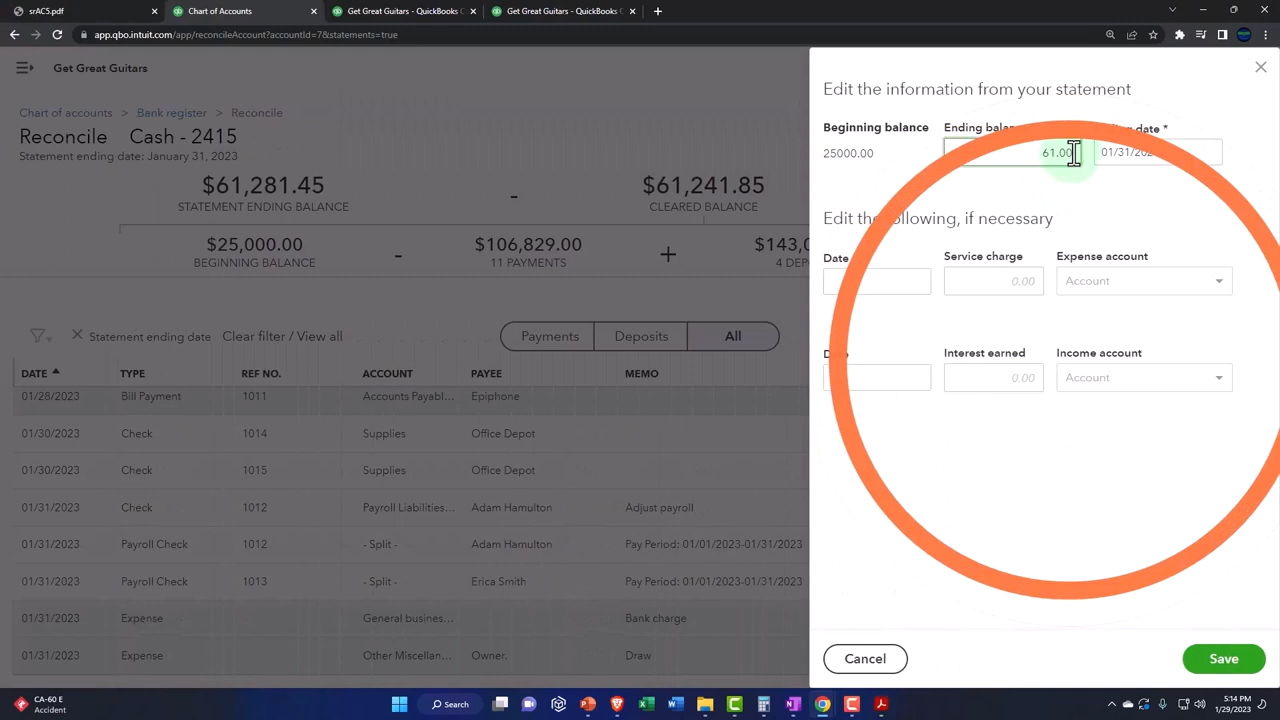 snACS.pdf × Chart of Accounts × Get Great Guitars - QuickBooks C × Get Great Guitars - QuickBooks C × +
app.qbo.intuit.com/app/reconcileAccount?accountId=7&statements=true
Get Great Guitars
Chart of accounts Bank register Reconcile
Reconcile Cash - 2415
Statement ending date: January 31, 2023
$61,281.45 - $61,241.85
STATEMENT ENDING BALANCE CLEARED BALANCE
$25,000.00 - $106,829.00 +
BEGINNING BALANCE 11 PAYMENTS
Statement ending date Clear filter / View all Payments Deposits All
DATE TYPE REF NO. ACCOUNT PAYEE MEMO
01/28/2023 Bill Payment 1011 Accounts Payabl... Epiphone
01/30/2023 Check 1014 Supplies Office Depot
01/30/2023 Check 1015 Supplies Office Depot
01/31/2023 Check 1012 Payroll Liabilities... Adam Hamilton Adjust payroll
01/31/2023 Payroll Check 1012 - Split - Adam Hamilton Pay Period: 01/01/2023-01/31/2023
01/31/2023 Payroll Check 1013 - Split - Erica Smith Pay Period: 01/01/2023-01/31/2023
01/31/2023 Expense General business... Bank charge
01/31/2023 Expense Other Miscellan... Owner. Draw
Edit the information from your statement
Beginning balance Ending date *
25000.00 61.00
Edit the following, if necessary
Date Service charge Expense account
0.00 Account
Interest earned Income account
0.00 Account
Cancel Save
CA-60 E
Accident
Search
5:14 PM
1/29/2023